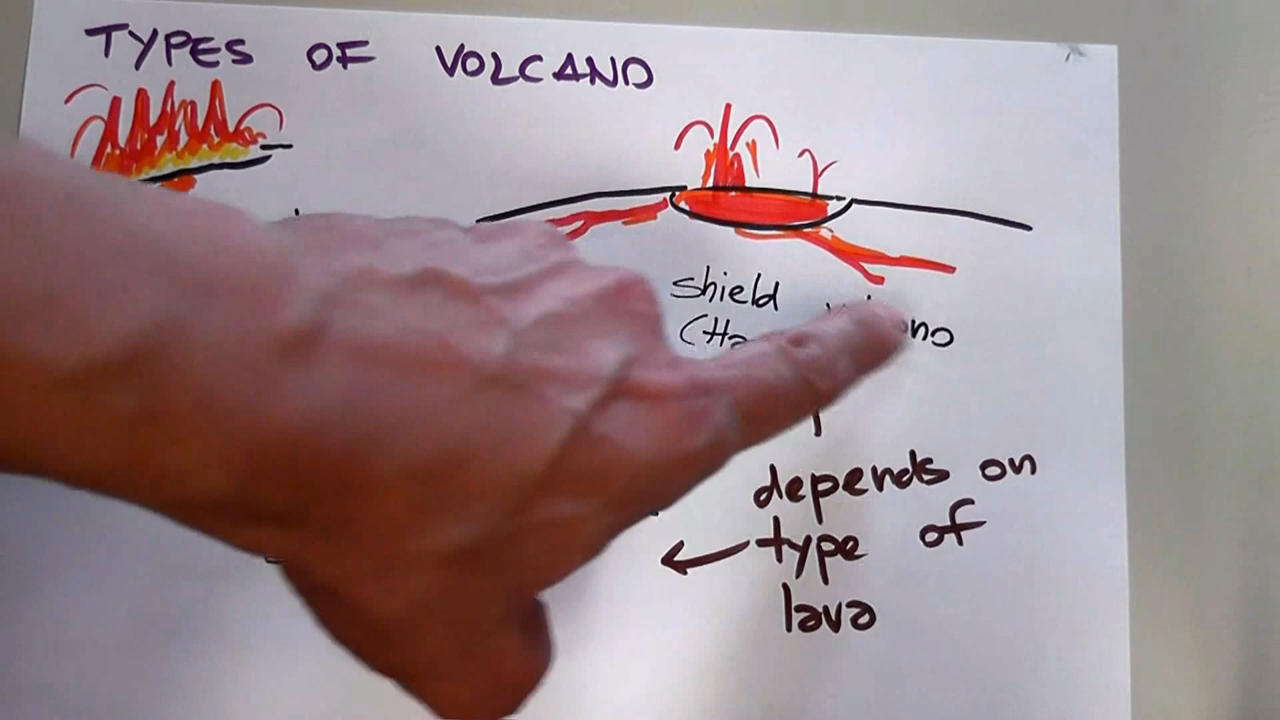 TYPES OF VOLCANO
shield
depends on
type of
lava